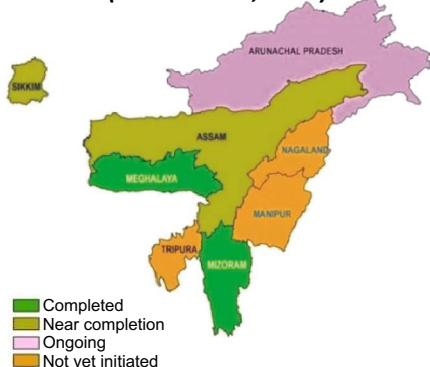 ARUNACHAL PRADESH
SIKKIM
ASSAM
NAGALAND
MEGHALAYA
MANIPUR
TRIPURA
MIZORAM
Completed
Near completion
Ongoing
Not yet initiated